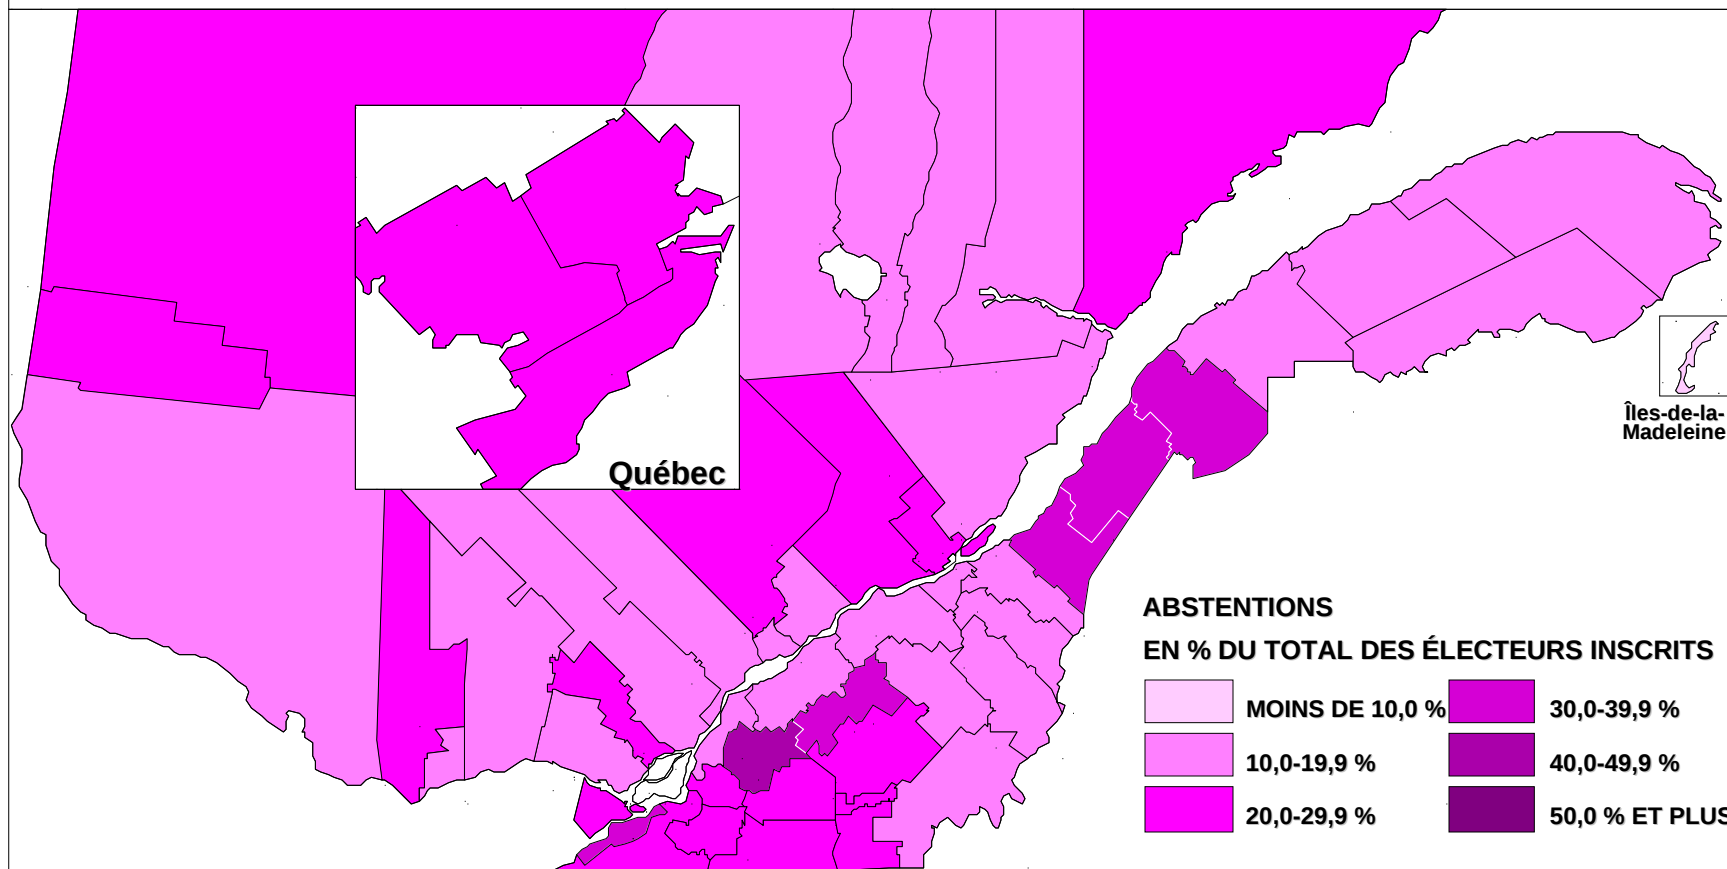 Québec
Îles-de-la-
Madeleine
ABSTENTIONS
EN % DU TOTAL DES ÉLECTEURS INSCRITS
MOINS DE 10,0 %
30,0-39,9 %
10,0-19,9 %
40,0-49,9 %
20,0-29,9 %
50,0 % ET PLUS